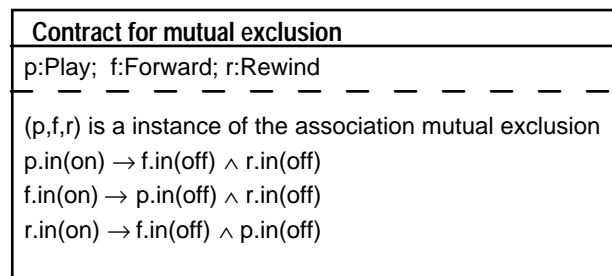 Contract for mutual exclusion
p:Play; f:Forward; r:Rewind
(p,f,r) is a instance of the association mutual exclusion
p.in(on) → f.in(off) ∧ r.in(off)
f.in(on) → p.in(off) ∧ r.in(off)
r.in(on) → f.in(off) ∧ p.in(off)